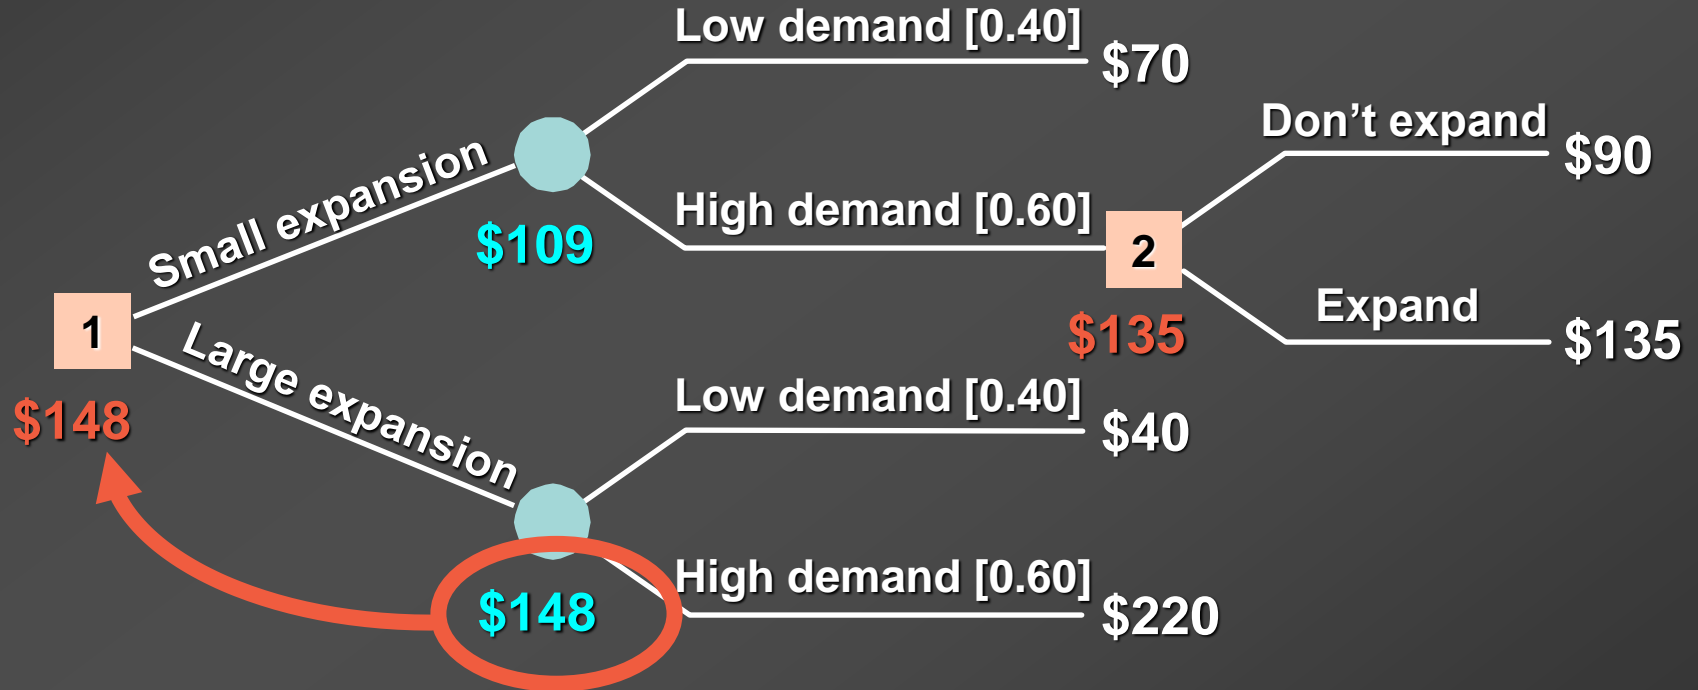 Low demand [0.40]
$70
Don’t expand
$90
Small expansion
High demand [0.60]
$109
2
Expand
$135
$135
1
Large expansion
$148
Low demand [0.40]
$40
High demand [0.60]
$148
$220